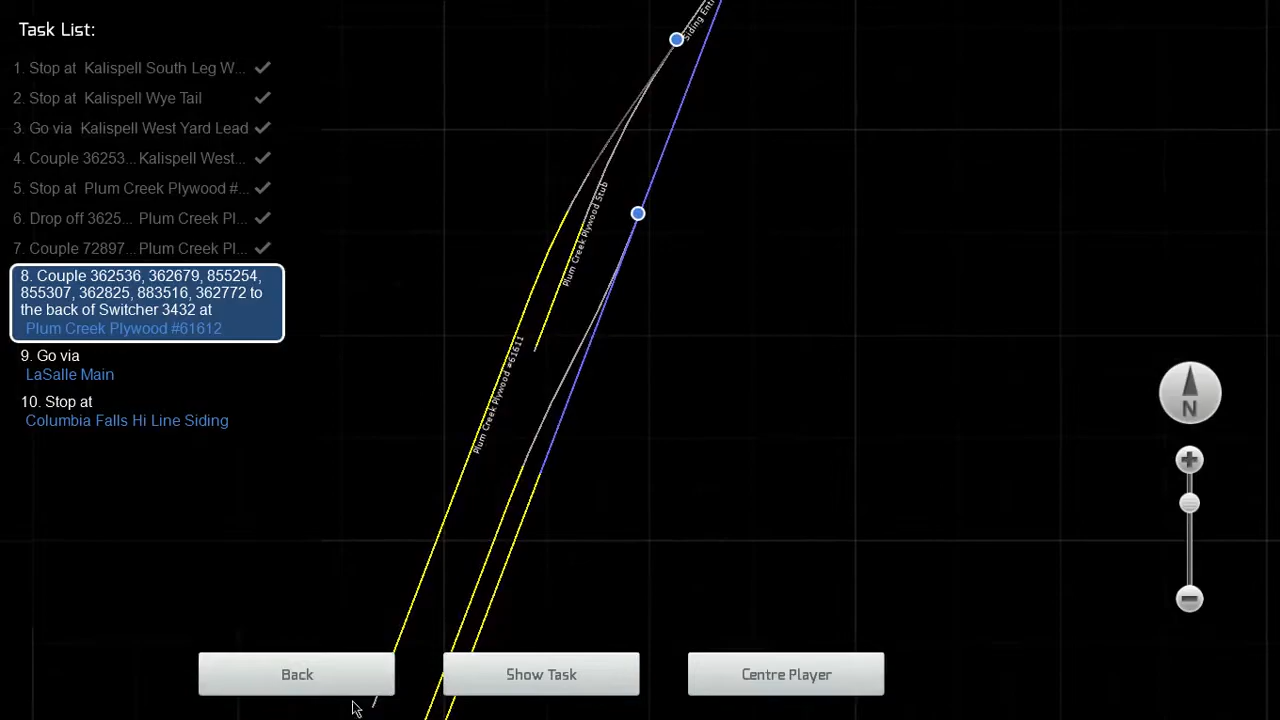 Task List:
1. Stop at Kalispell South Leg W...
2. Stop at Kalispell Wye Tail
3. Go via Kalispell West Yard Lead
4. Couple 36253... Kalispell West...
5. Stop at Plum Creek Plywood #...
6. Drop off 3625... Plum Creek Pl...
7. Couple 72897... Plum Creek Pl...
8. Couple 362536, 362679, 855254,
855307, 362825, 883516, 362772 to
the back of Switcher 3432 at
Plum Creek Plywood #61612
9. Go via
LaSalle Main
10. Stop at
Columbia Falls Hi Line Siding
Siding
Plum Creek Plywood Stub
Plum Creek Plywood #61611
N
Back
Show Task
Centre Player